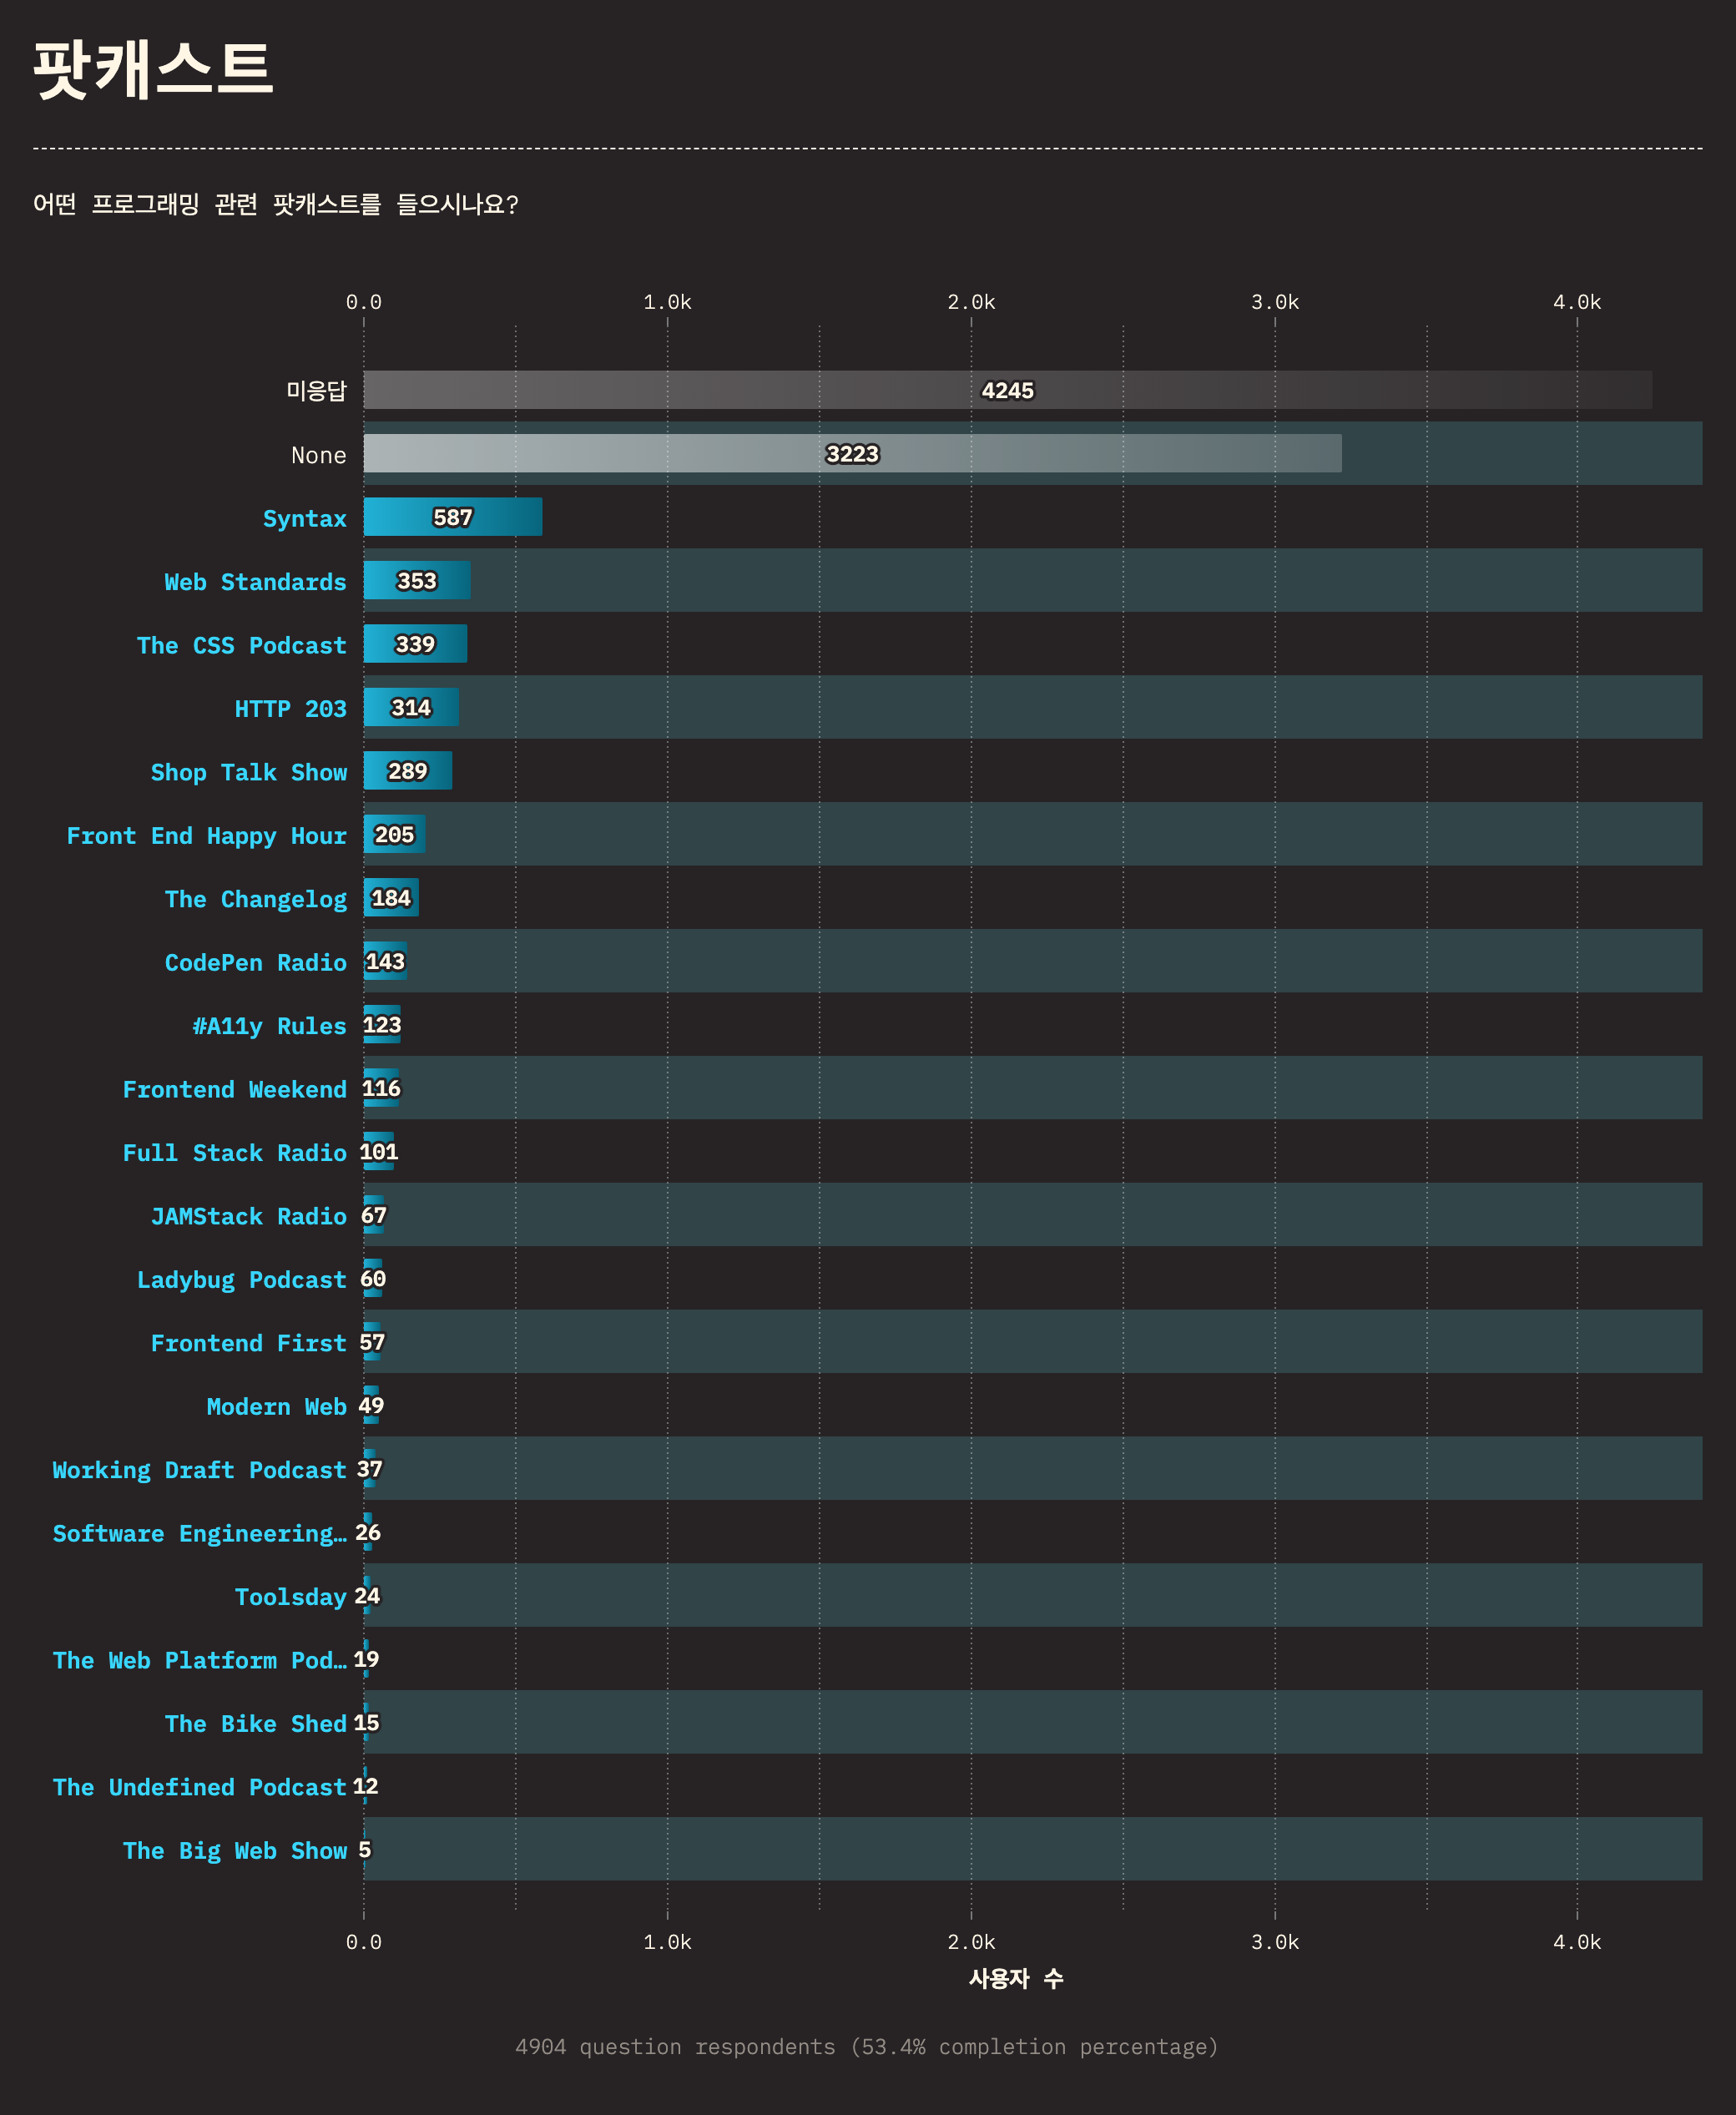 팟캐스트
어떤 프로그래밍 관련 팟캐스트를 들으시나요?
0.0 1.0k 2.0k 3.0k 4.0k
미응답 4245
None 3223
Syntax 587
Web Standards 353
The CSS Podcast 339
HTTP 203 314
Shop Talk Show 289
Front End Happy Hour 205
The Changelog 184
CodePen Radio 143
#A11y Rules 123
Frontend Weekend 116
Full Stack Radio 101
JAMStack Radio 67
Ladybug Podcast 60
Frontend First 57
Modern Web 49
Working Draft Podcast 37
Software Engineering… 26
Toolsday 24
The Web Platform Pod… 19
The Bike Shed 15
The Undefined Podcast 12
The Big Web Show 5
0.0 1.0k 2.0k 3.0k 4.0k
사용자 수
4904 question respondents (53.4% completion percentage)